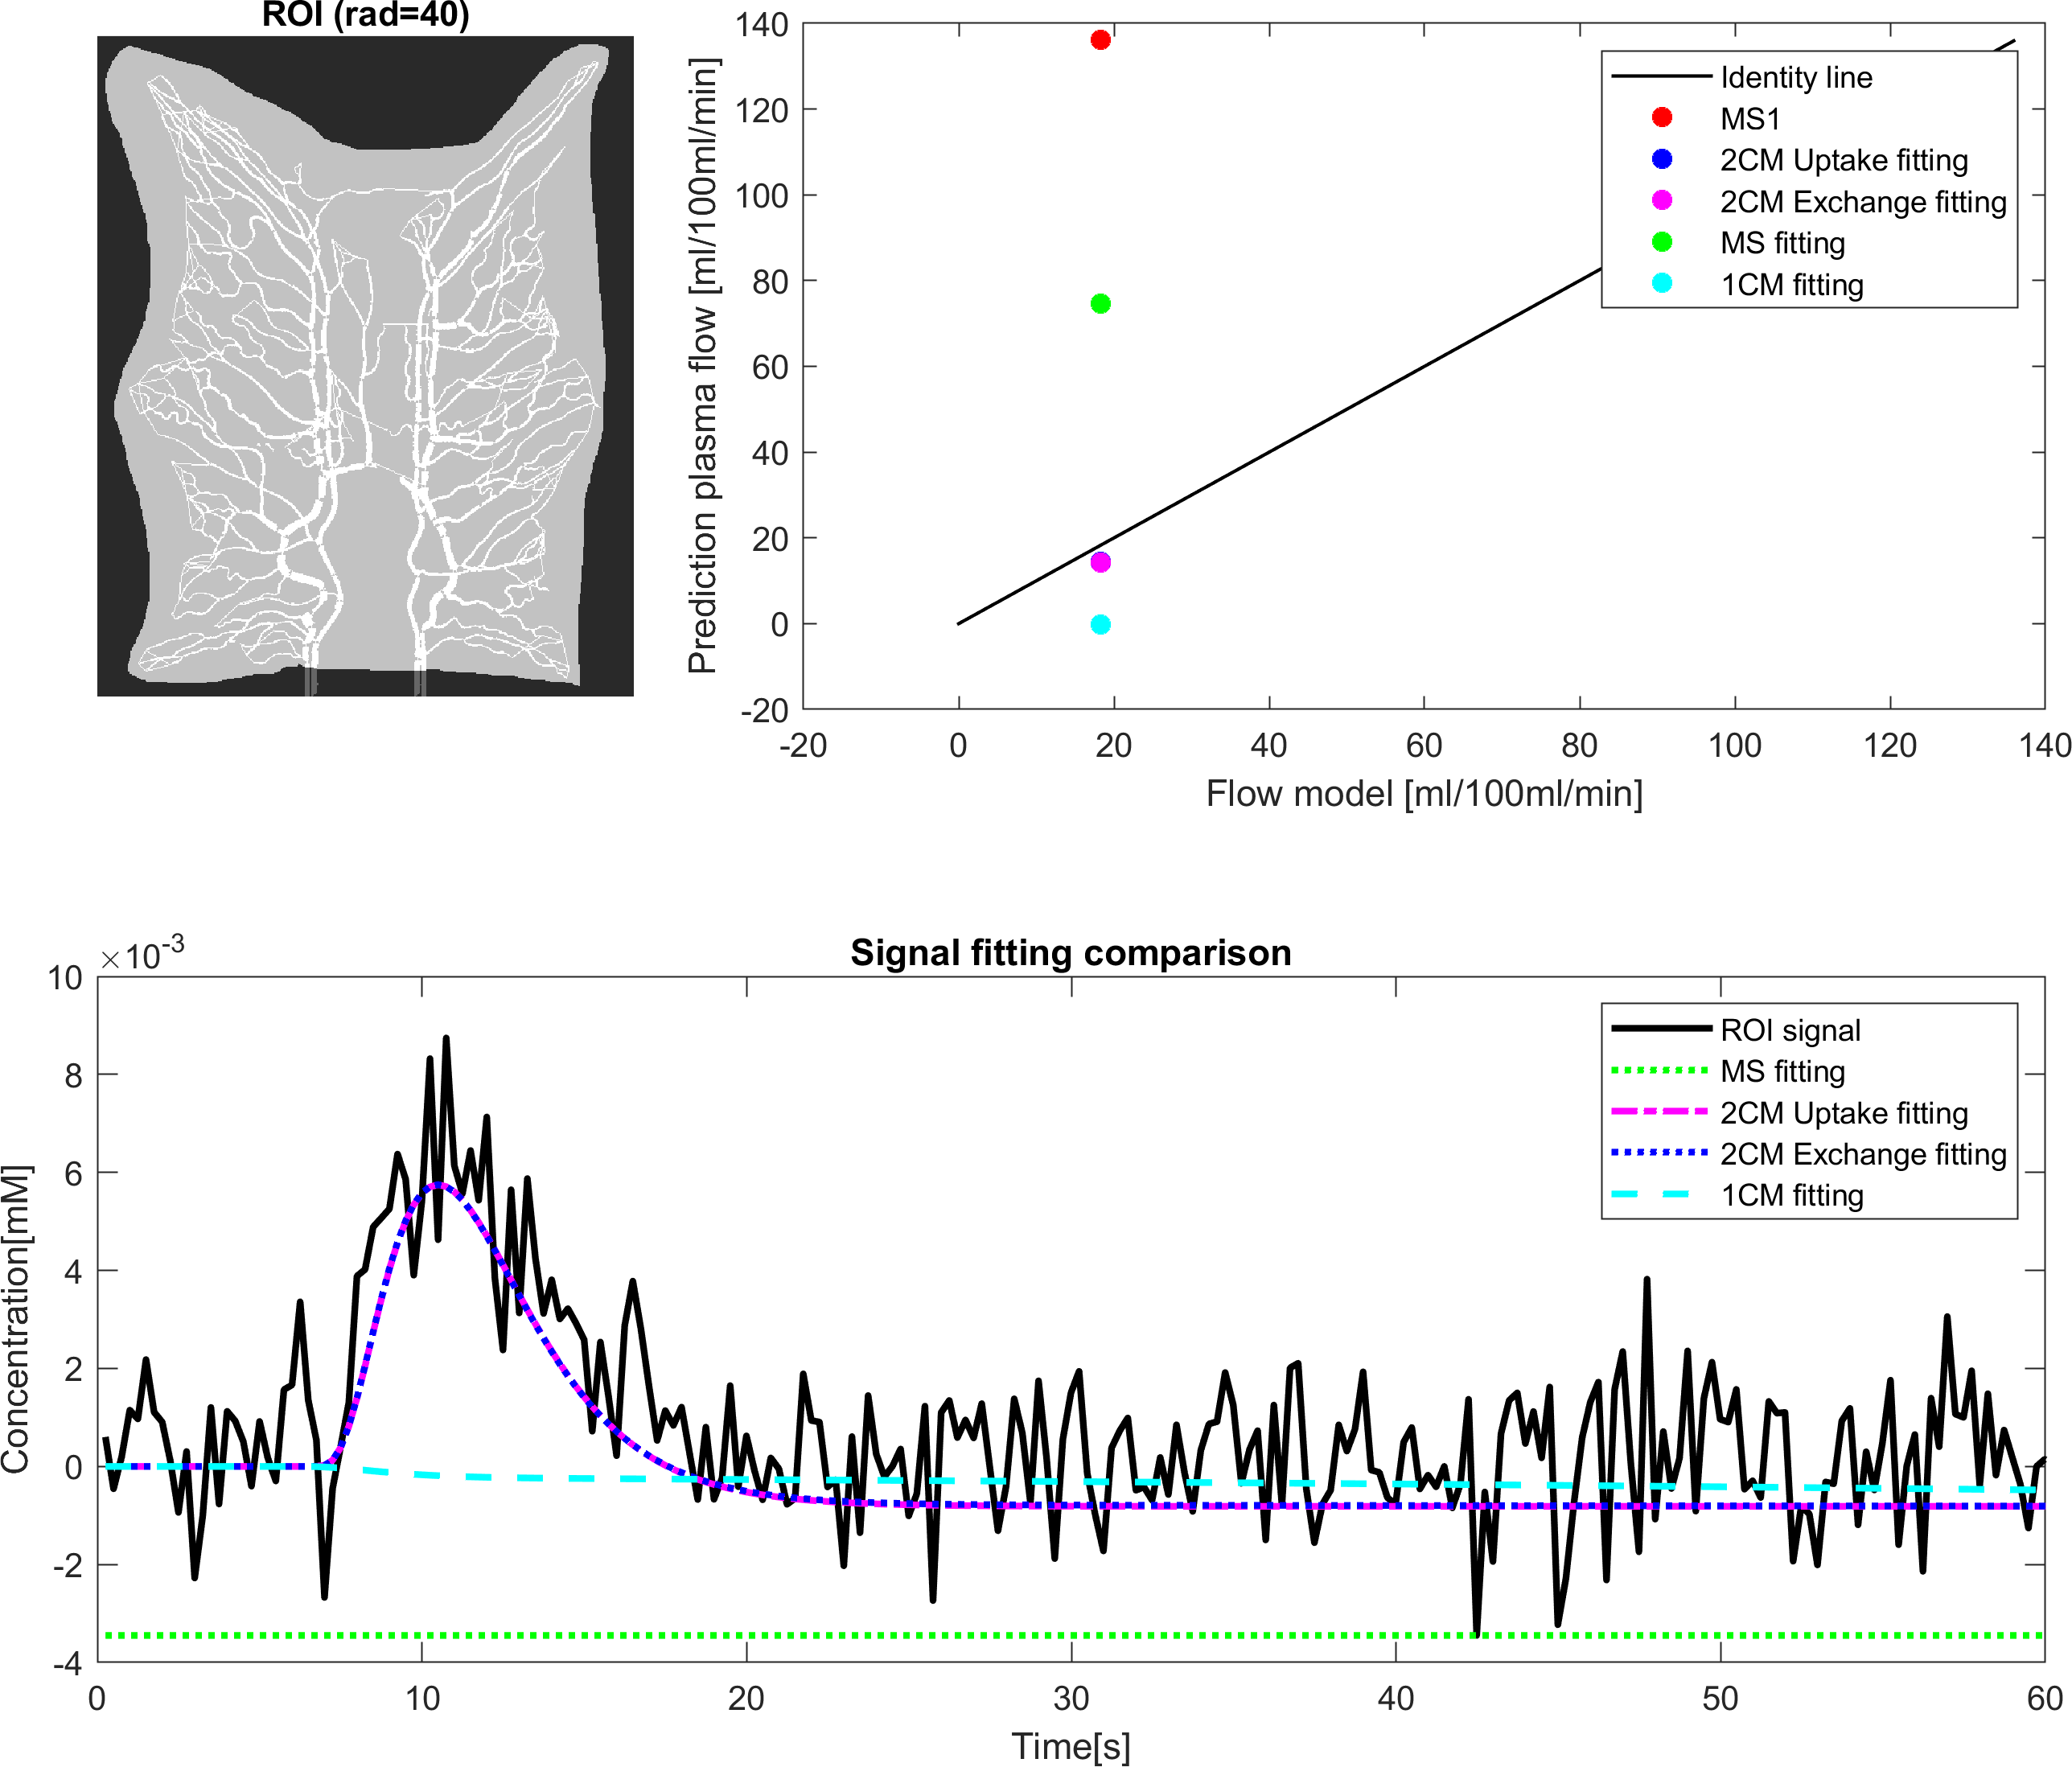 ROI (rad=40)
Prediction plasma flow [ml/100ml/min]
140
120
100
80
60
40
20
0
-20
-20 0 20 40 60 80 100 120 140
Flow model [ml/100ml/min]
Identity line
MS1
2CM Uptake fitting
2CM Exchange fitting
MS fitting
1CM fitting
Signal fitting comparison
×10-3
Concentration[mM]
10
8
6
4
2
0
-2
-4
0 10 20 30 40 50 60
Time[s]
ROI signal
MS fitting
2CM Uptake fitting
2CM Exchange fitting
1CM fitting